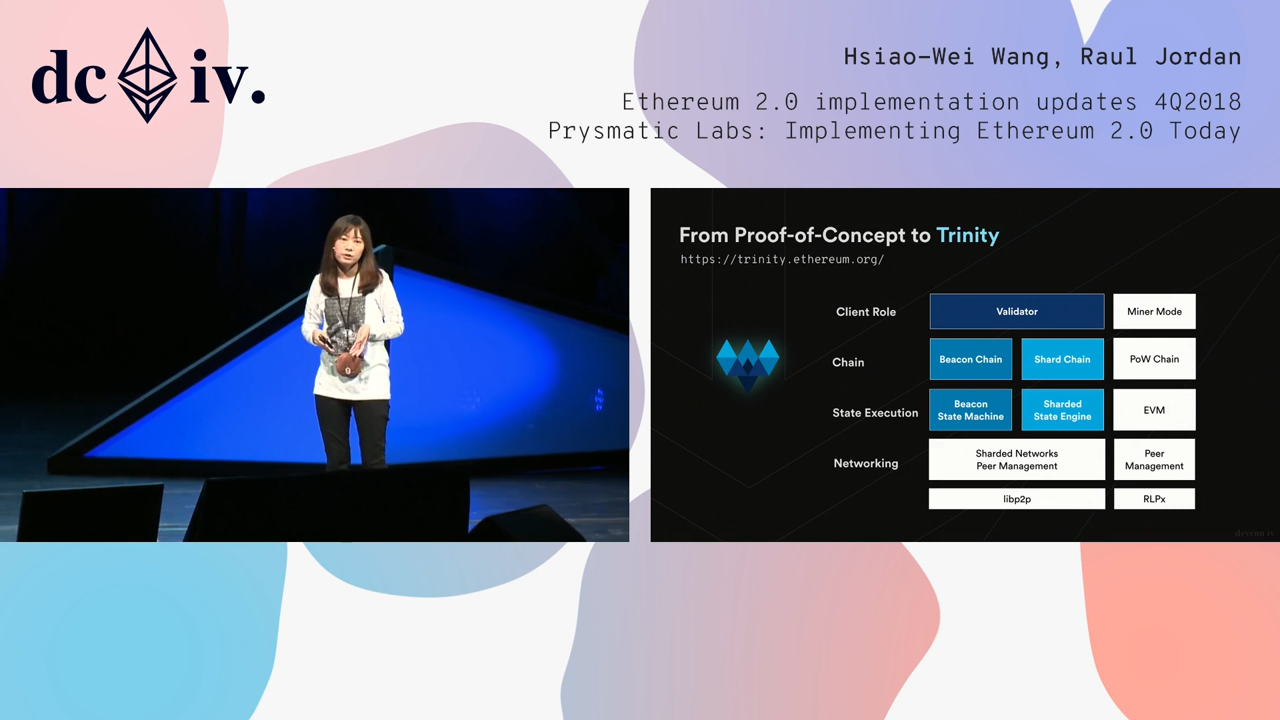 dc iv.
Hsiao-Wei Wang, Raul Jordan
Ethereum 2.0 implementation updates 4Q2018
Prysmatic Labs: Implementing Ethereum 2.0 Today
From Proof-of-Concept to Trinity
https://trinity.ethereum.org/
Client Role
Validator
Miner Mode
Chain
Beacon Chain
Shard Chain
PoW Chain
State Execution
Beacon
State Machine
Sharded
State Engine
EVM
Networking
Sharded Networks
Peer Management
Peer
Management
libp2p
RLPx
devcon iv